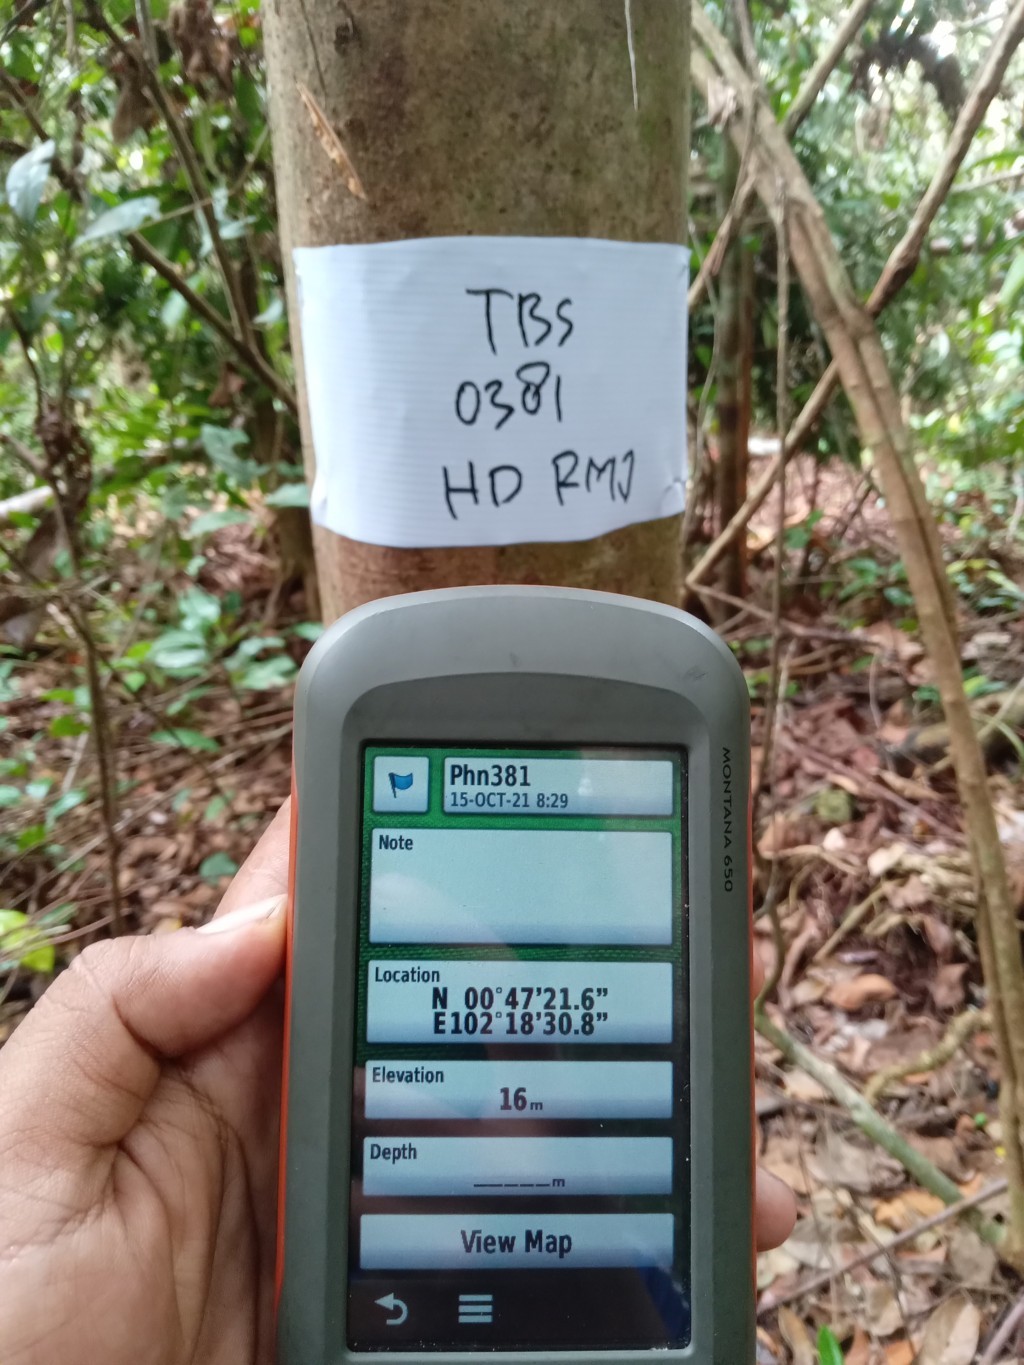 TBS
0381
HD RMJ
MONTANA 650
Phn381
15-OCT-21 8:29
Note
Location
N 00°47'21.6"
E102°18'30.8"
Elevation
16m
Depth
_____m
View Map